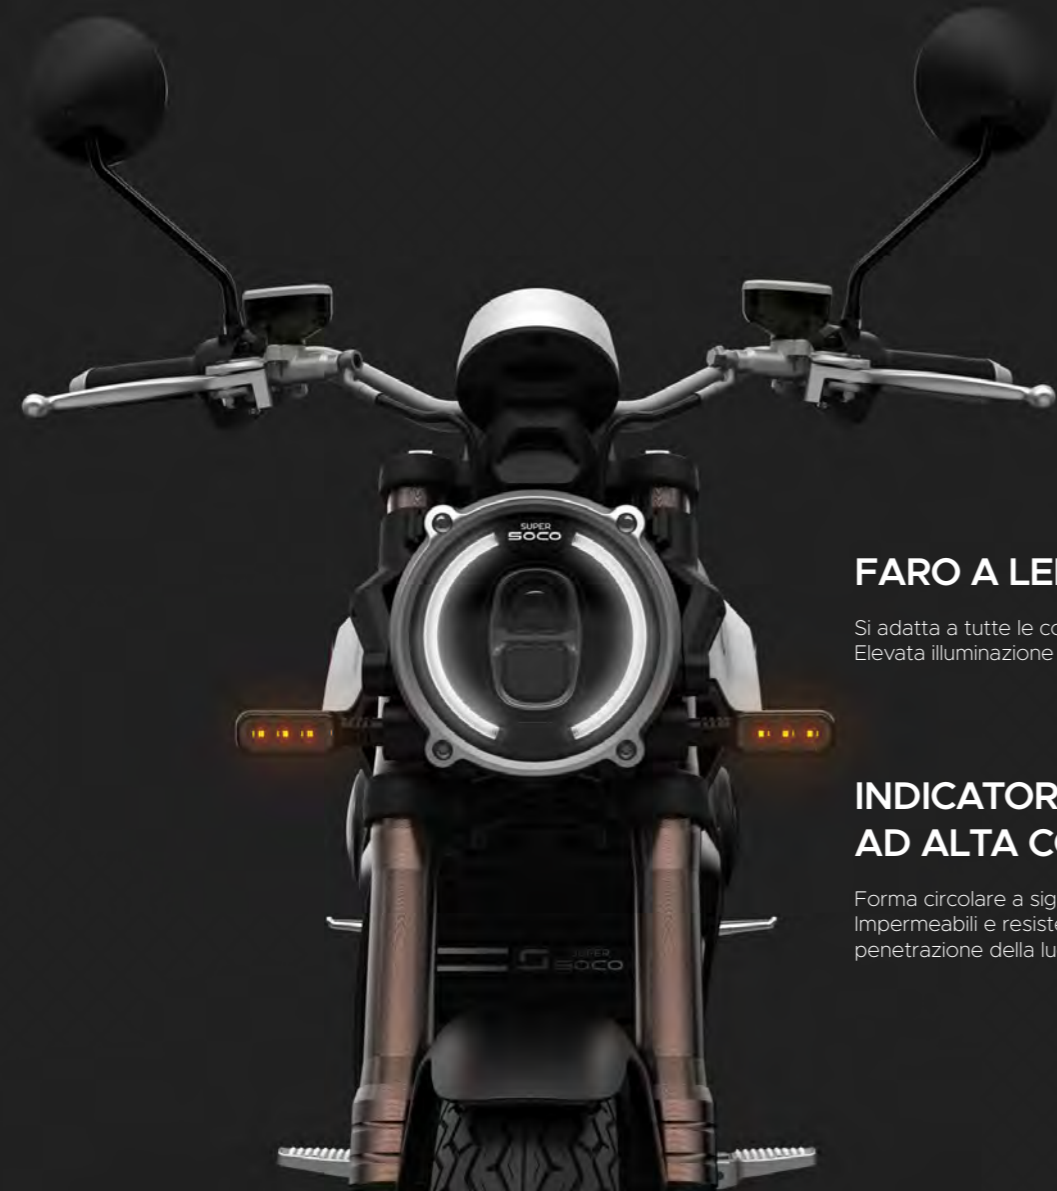 SUPER
SOCO
FARO A LE
Si adatta a tutte le co
Elevata illuminazione
INDICATOR
AD ALTA C
Forma circolare a sig
Impermeabili e resiste
penetrazione della lu
SUPER
SOCO